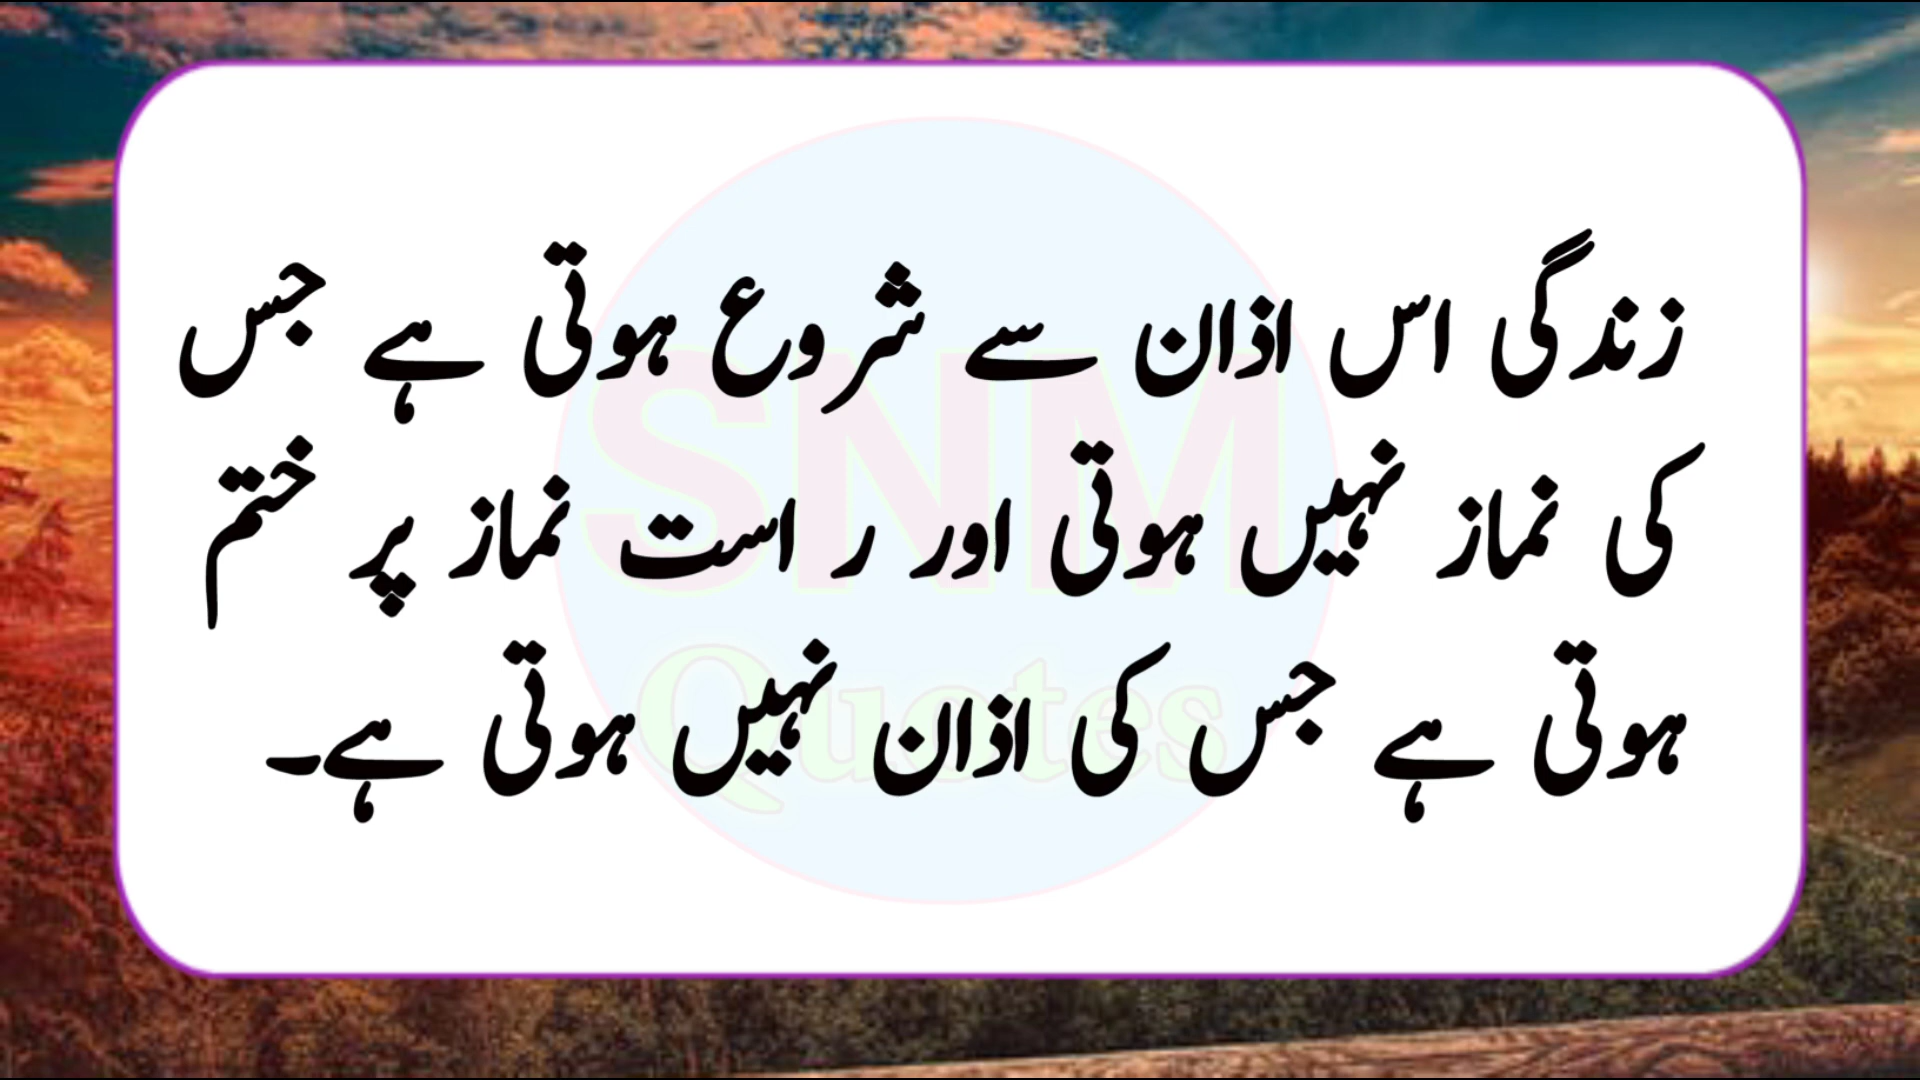 زندگی اس اذان سے شروع ہوتی ہے جس
کی نماز نہیں ہوتی اور ر است نماز پر ختم
ہوتی ہے جس کی اذان نہیں ہوتی ہے۔
SNM
Quotes